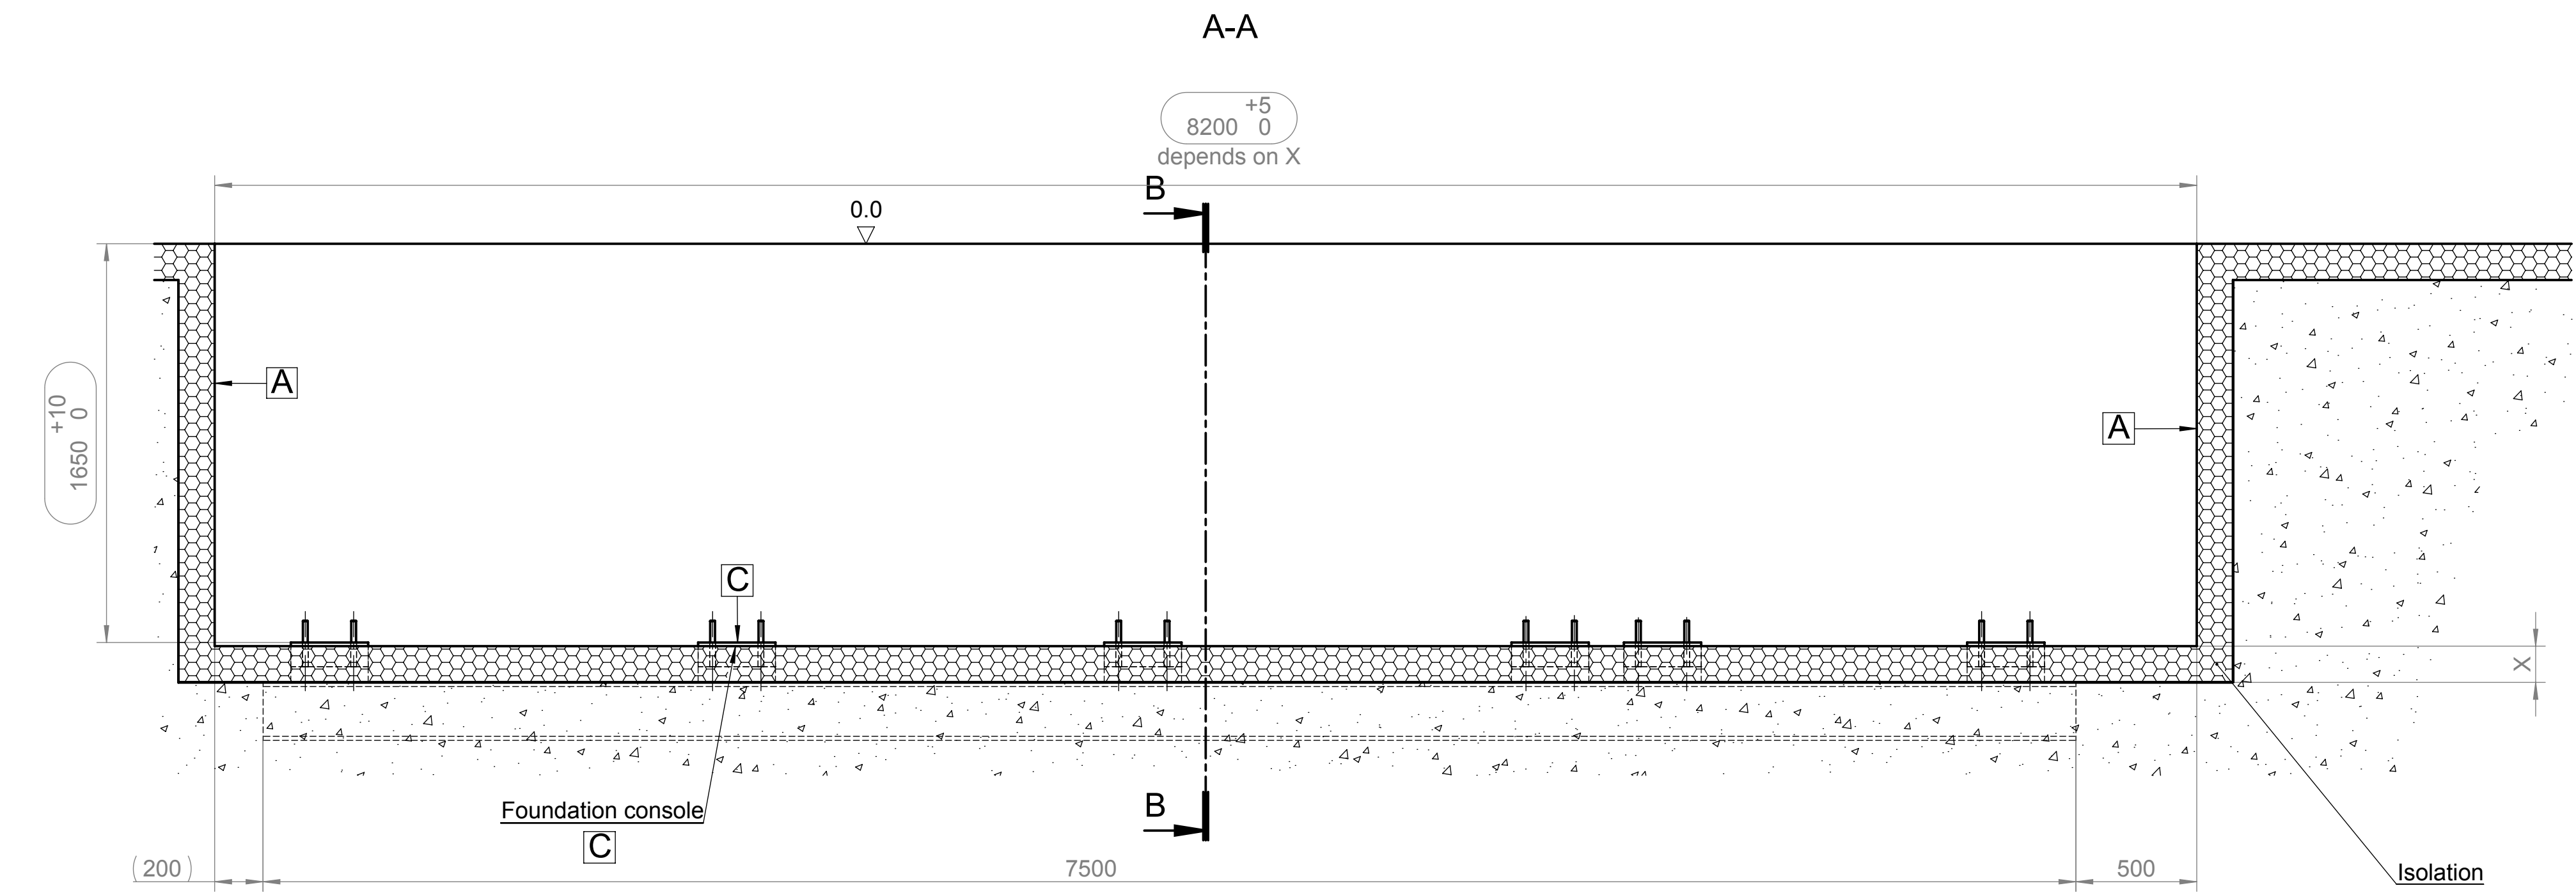 A-A
+5
8200 0
depends on X
B
0.0
A
A
+10
1650 0
C
X
B
Foundation console
C
(200)
7500
500
Isolation